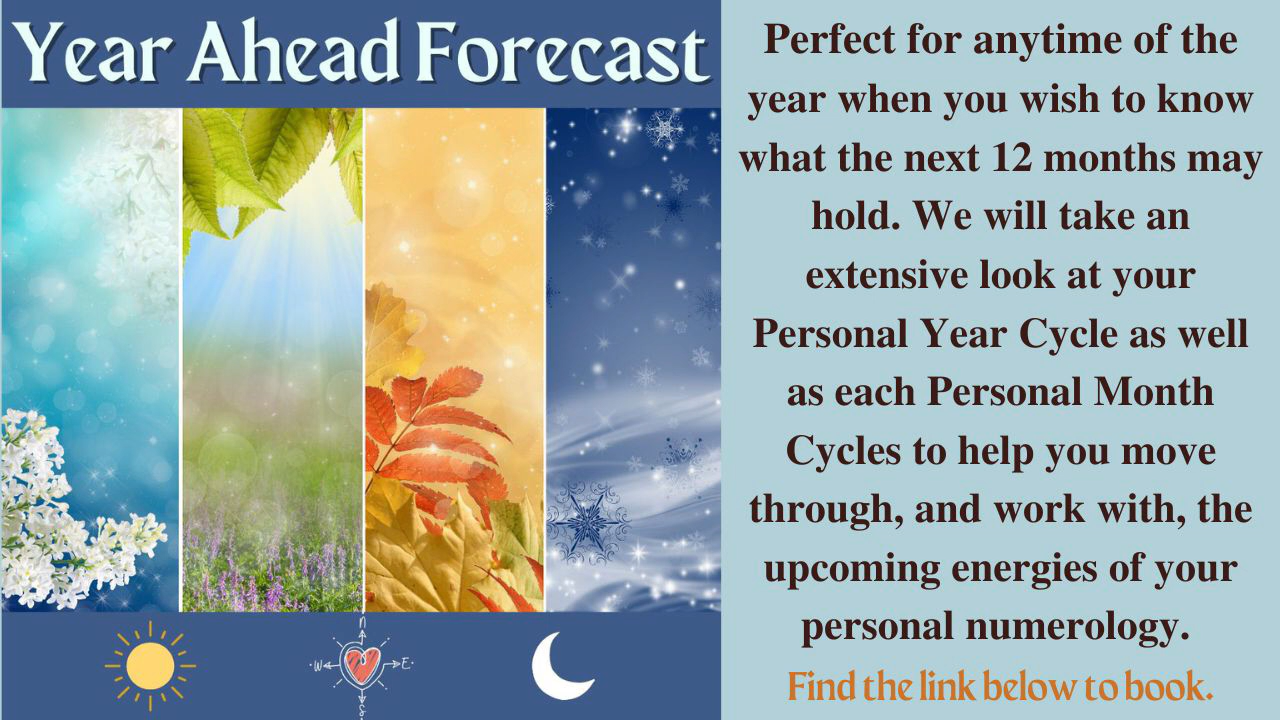 Year Ahead Forecast
Perfect for anytime of the
year when you wish to know
what the next 12 months may
hold. We will take an
extensive look at your
Personal Year Cycle as well
as each Personal Month
Cycles to help you move
through, and work with, the
upcoming energies of your
personal numerology.
Find the link below to book.
n
W E
S